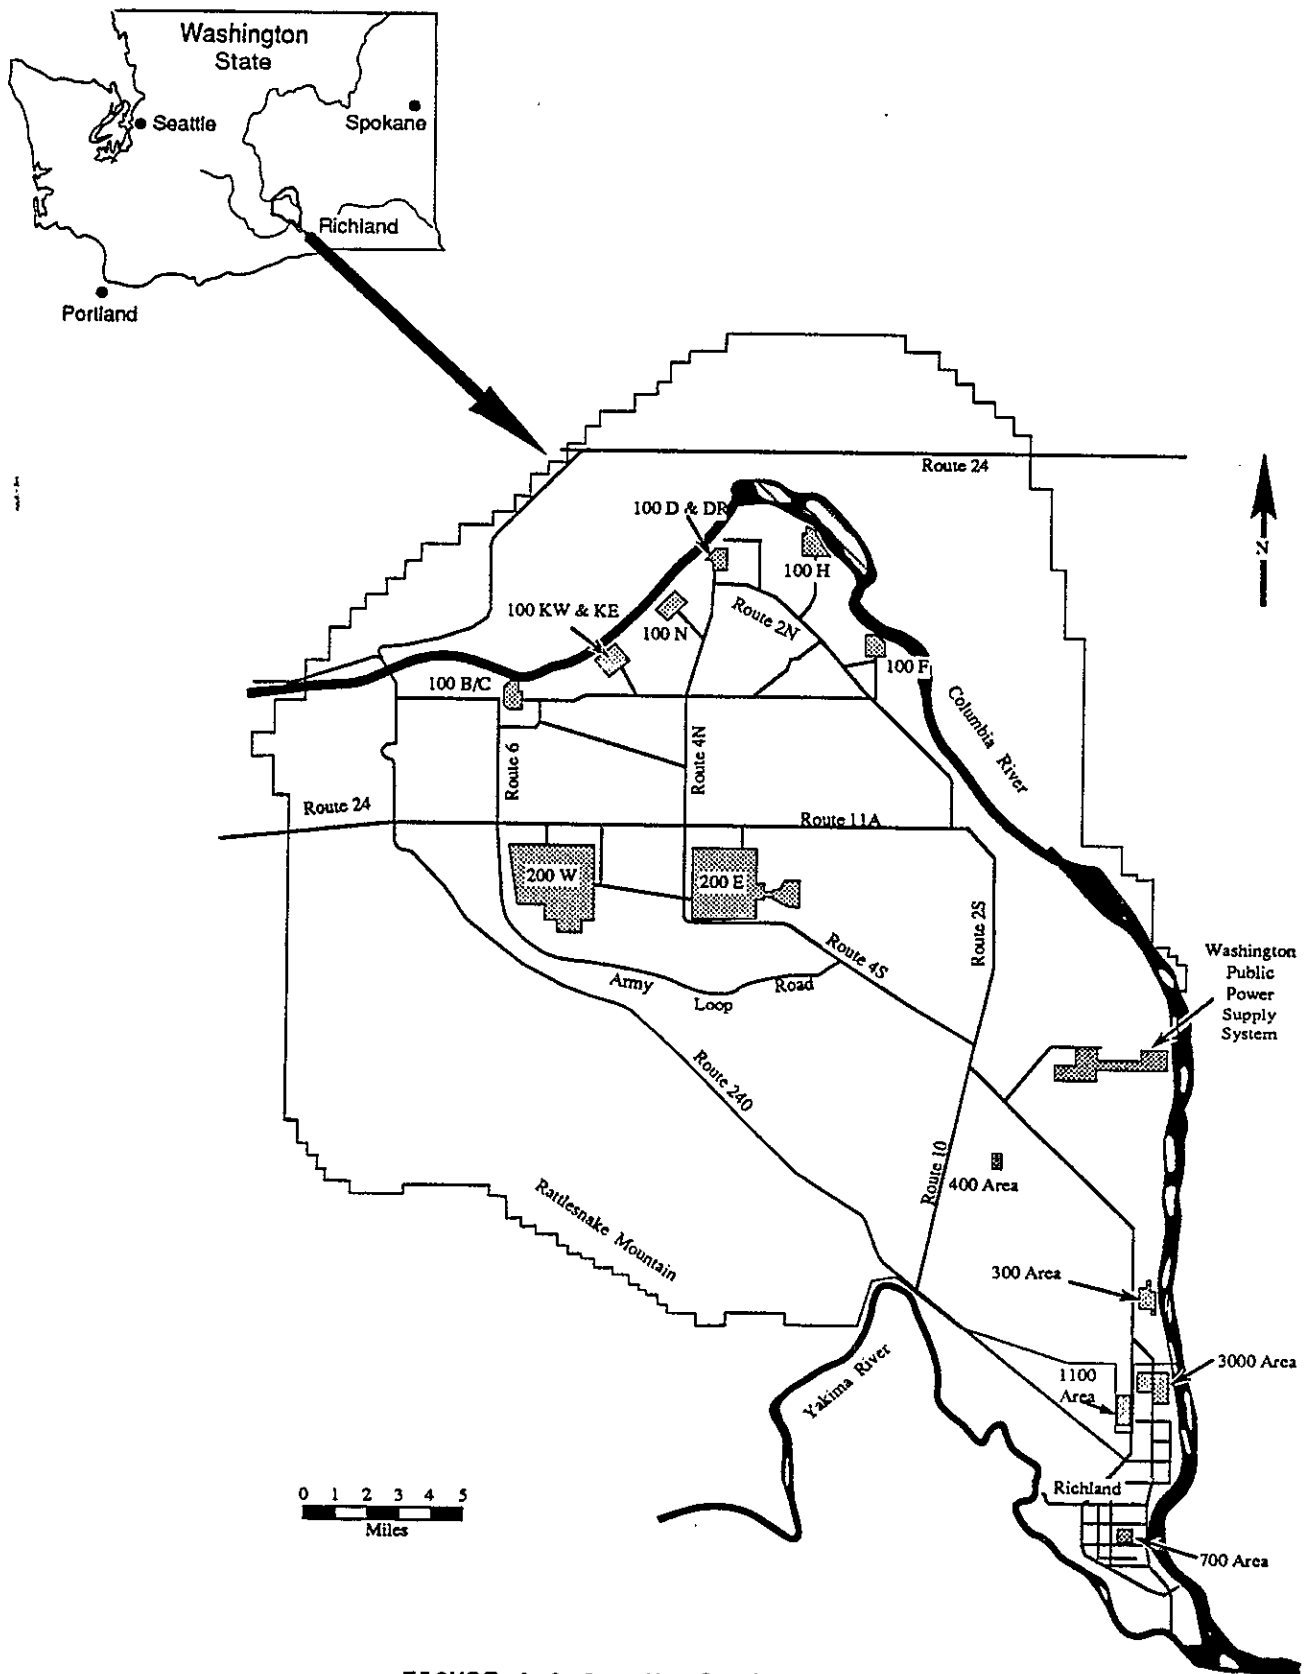 Washington
State
Seattle
Spokane
Richland
Portland
Route 24
N
100 D & DR
100 H
100 KW & KE
100 N
Route 2N
100 F
100 B/C
Columbia River
Route 6
Route 4N
Route 24
Route 11A
200 W
200 E
Route 2S
Route 4S
Army Loop Road
Washington
Public
Power
Supply
System
Route 240
Route 10
400 Area
Rattlesnake Mountain
300 Area
3000 Area
1100
Area
Yakima River
Richland
0 1 2 3 4 5
Miles
700 Area